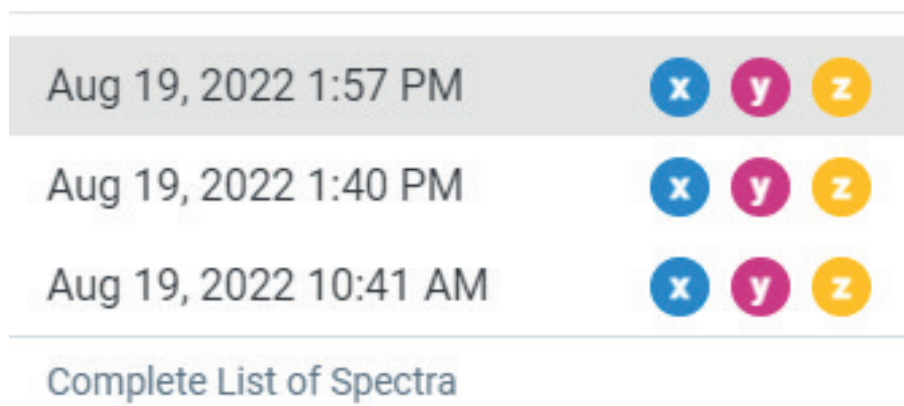 Aug 19, 2022 1:57 PM x y z
Aug 19, 2022 1:40 PM x y z
Aug 19, 2022 10:41 AM x y z
Complete List of Spectra